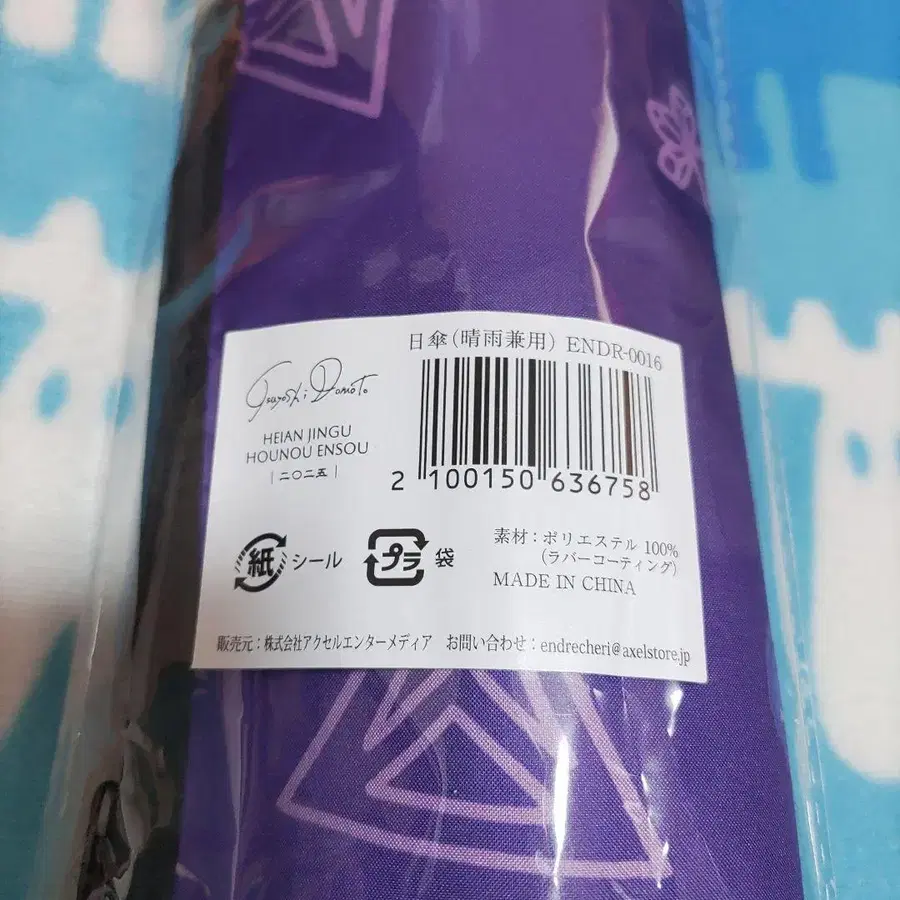 日傘(晴雨兼用) ENDR-0016
Tsuyoshi Domoto
HEIAN JINGU
HOUNOU ENSOU
|二〇二五|
2 100150 636758
紙 シール
プラ 袋
素材：ポリエステル 100%
(ラバーコーティング)
MADE IN CHINA
販売元：株式会社アクセルエンターメディア お問い合わせ：endrecheri@axelstore.jp